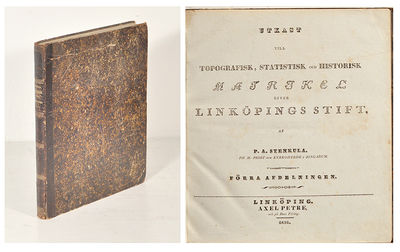 UTKAST
TILL
TOPOGRAFISK, STATISTISK OCH HISTORISK
MATRIKEL
ÖFVER
LINKÖPINGS STIFT,
AF
P. A. STENKULA,
FÖRRA AFDELNINGEN.
LINKÖPING,
AXEL PETRE,